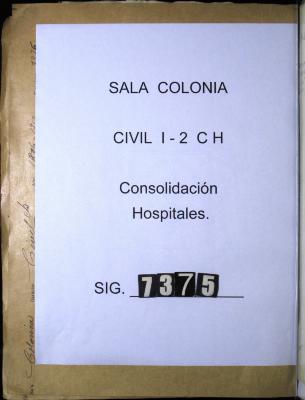 SALA COLONIA
CIVIL I - 2 C H
Consolidación
Hospitales.
SIG. 7375